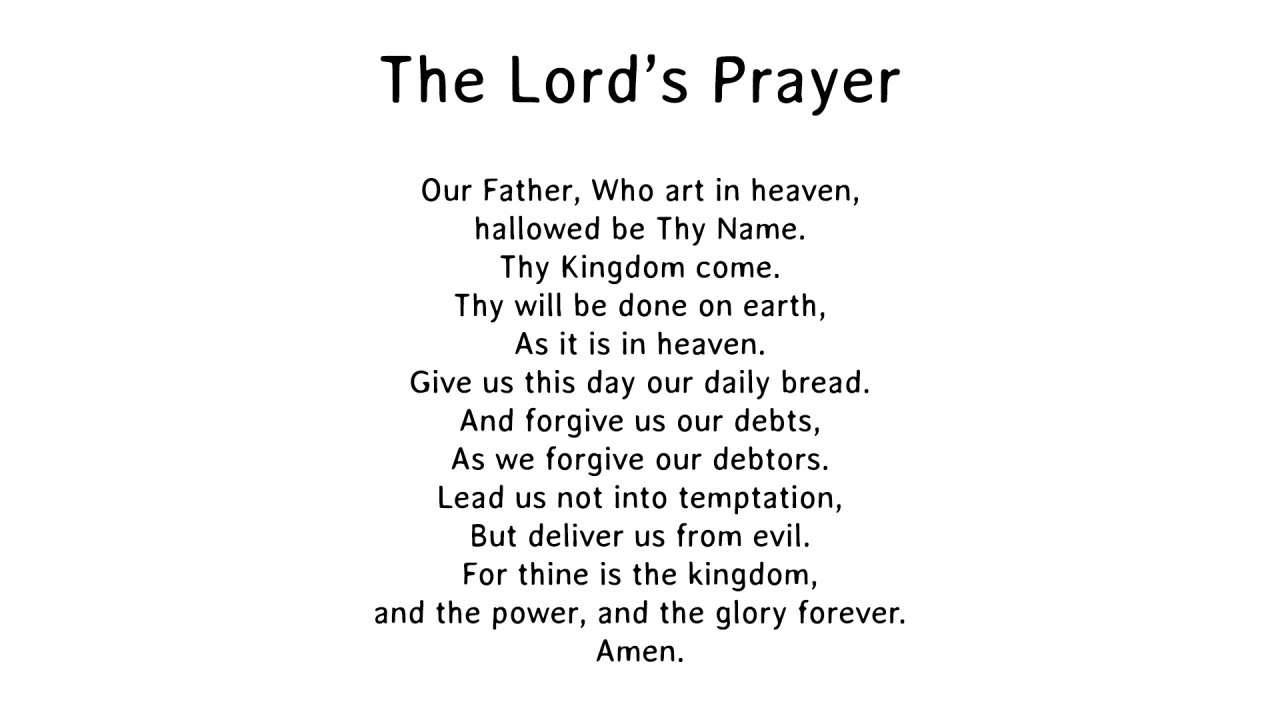 The Lord’s Prayer
Our Father, Who art in heaven,
hallowed be Thy Name.
Thy Kingdom come.
Thy will be done on earth,
As it is in heaven.
Give us this day our daily bread.
And forgive us our debts,
As we forgive our debtors.
Lead us not into temptation,
But deliver us from evil.
For thine is the kingdom,
and the power, and the glory forever.
Amen.